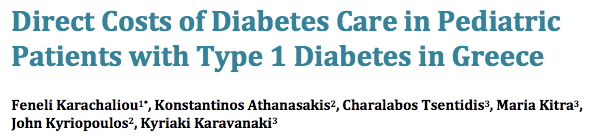 Direct Costs of Diabetes Care in Pediatric
Patients with Type 1 Diabetes in Greece
Feneli Karachaliou¹*, Konstantinos Athanasakis², Charalabos Tsentidis³, Maria Kitra³,
John Kyriopoulos², Kyriaki Karavanaki³